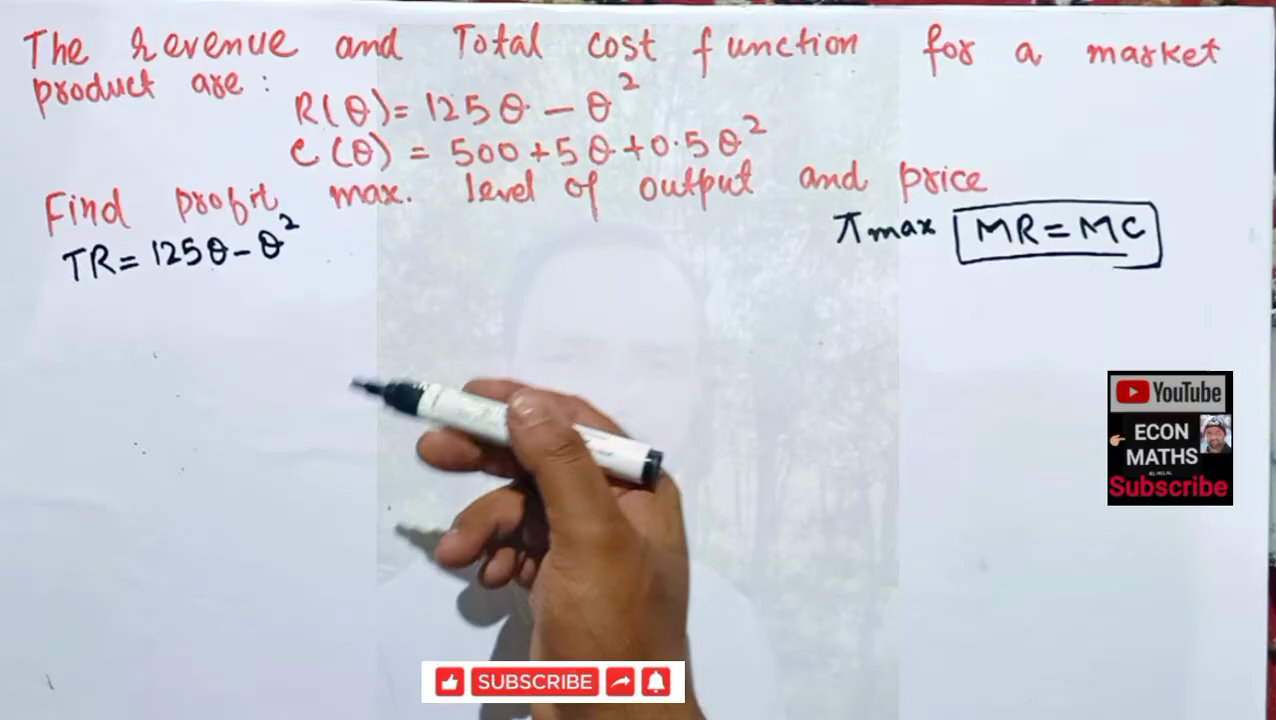 The Revenue and Total cost function for a market
product are:
R(θ) = 125θ - θ²
C(θ) = 500 + 5θ + 0.5θ²
Find profit max. level of output and price
πmax MR = MC
TR = 125θ - θ²
YouTube
ECON
MATHS
Subscribe
SUBSCRIBE